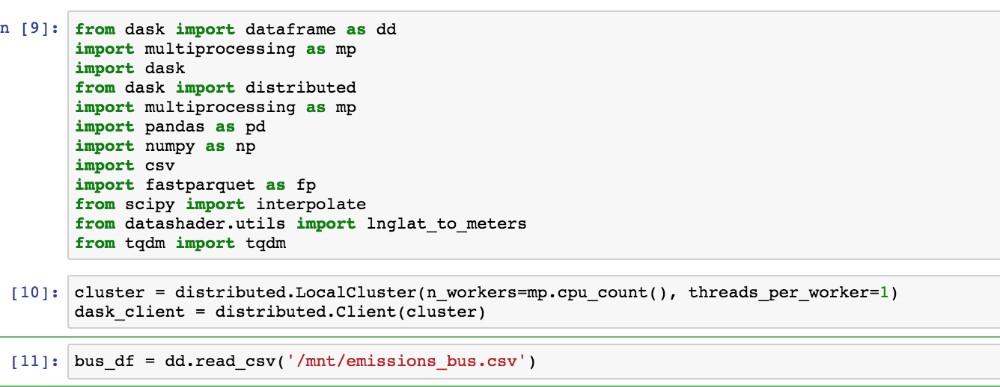 n [9]:
from dask import dataframe as dd
import multiprocessing as mp
import dask
from dask import distributed
import multiprocessing as mp
import pandas as pd
import numpy as np
import csv
import fastparquet as fp
from scipy import interpolate
from datashader.utils import lnglat_to_meters
from tqdm import tqdm
[10]:
cluster = distributed.LocalCluster(n_workers=mp.cpu_count(), threads_per_worker=1)
dask_client = distributed.Client(cluster)
[11]:
bus_df = dd.read_csv('/mnt/emissions_bus.csv')